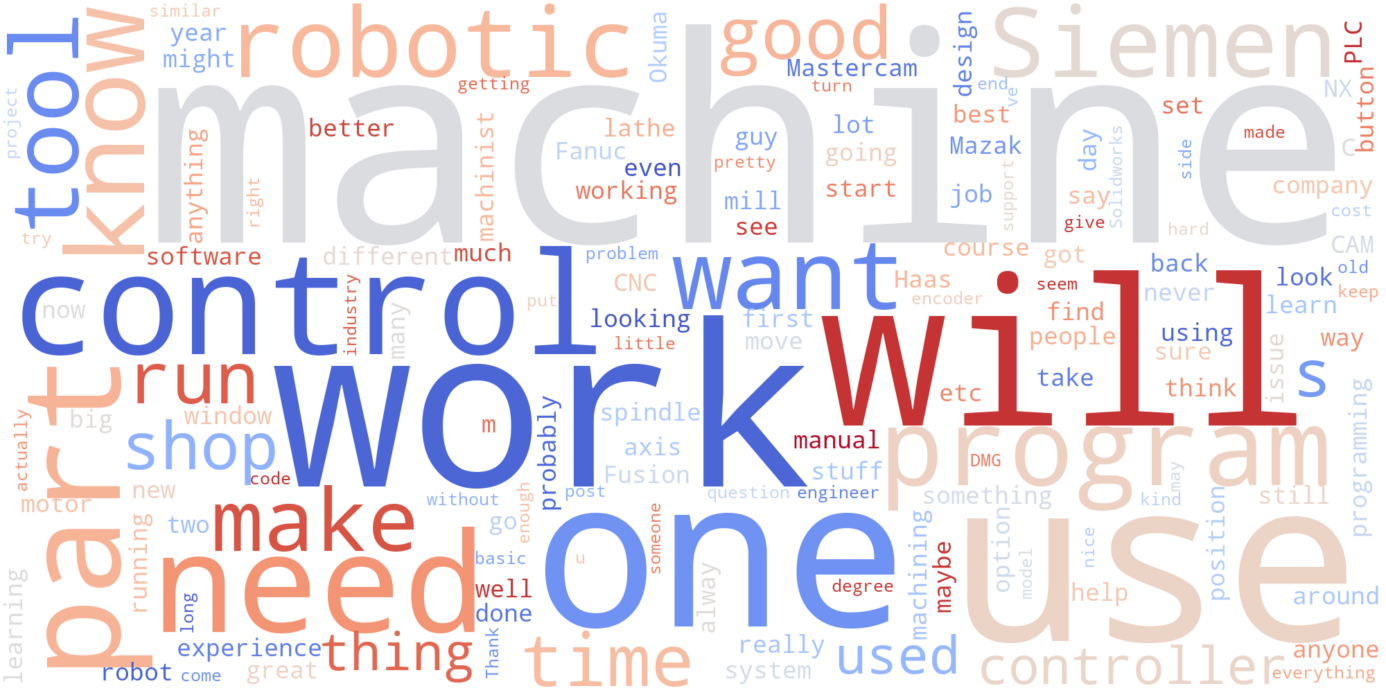 similar
year
might
robotic
good
Siemen
PLC
tool
know
project
try
machine
getting
better
anything
right
machinist
Okuma
Mastercam
turn
design
end
ve
NX
button
set
best
made
C
lathe
Fanuc
working
guy
pretty
even
mill
see
lot
going
start
Mazak
job
day
say
support
Solidworks
side
give
hard
company
cost
CAM
software
different
much
problem
course
got
back
look
old
keep
control
want
will
now
industry
many
put
CNC
looking
little
first
move
Haas
encoder
seem
find
people
never
using
sure
learn
issue
way
work
part
run
big
window
actually
shop
m
code
probably
spindle
axis
Fusion
manual
stuff
etc
take
think
s
program
DMG
programming
motor
new
make
without
post
question
engineer
something
kind
may
still
two
go
enough
need
one
use
running
basic
u
someone
alway
degree
machining
maybe
option
model
nice
position
help
around
learning
long
well
done
robot
come
experience
great
thing
Thank
time
really
system
used
controller
anyone
everything